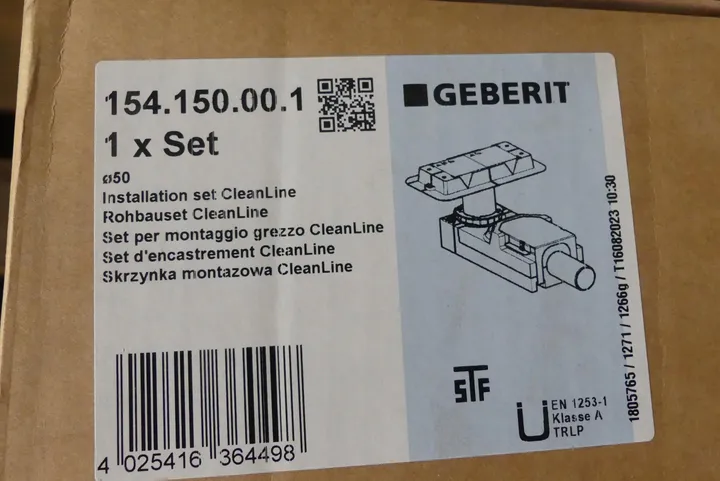 154.150.00.1
1 x Set
ø50
Installation set CleanLine
Rohbauset CleanLine
Set per montaggio grezzo CleanLine
Set d'encastrement CleanLine
Skrzynka montazowa CleanLine
4 025416 364498
GEBERIT
STF
Ü EN 1253-1
Klasse A
TRLP
1805765 / 1271 / 1266g / T16082023 10:30